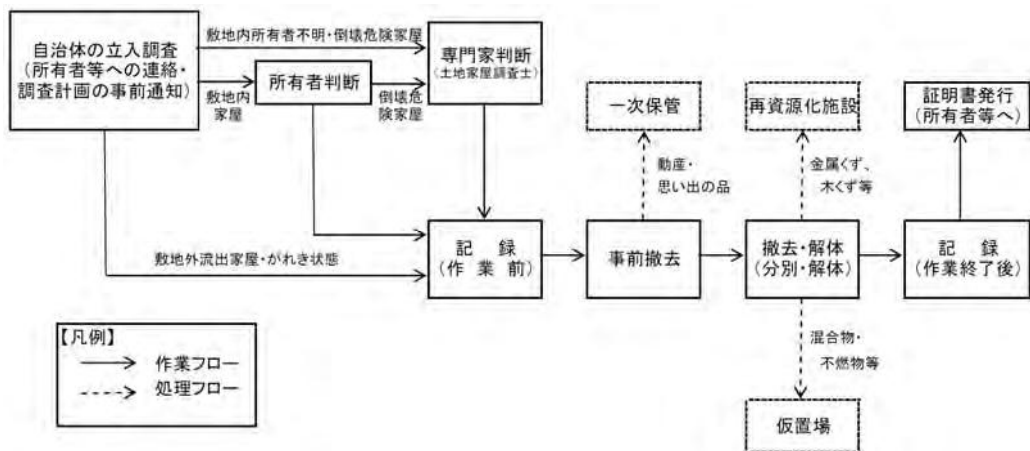 自治体の立入調査
(所有者等への連絡・
調査計画の事前通知)
敷地内所有者不明・倒壊危険家屋
敷地内
家屋
所有者判断
倒壊危
険家屋
専門家判断
(土地家屋調査士)
一次保管
再資源化施設
証明書発行
(所有者等へ)
動産・
思い出の品
金属くず、
木くず等
敷地外流出家屋・がれき状態
記 録
(作 業 前)
事前撤去
撤去・解体
(分別・解体)
記 録
(作業終了後)
混合物・
不燃物等
仮置場
【凡例】
作業フロー
処理フロー